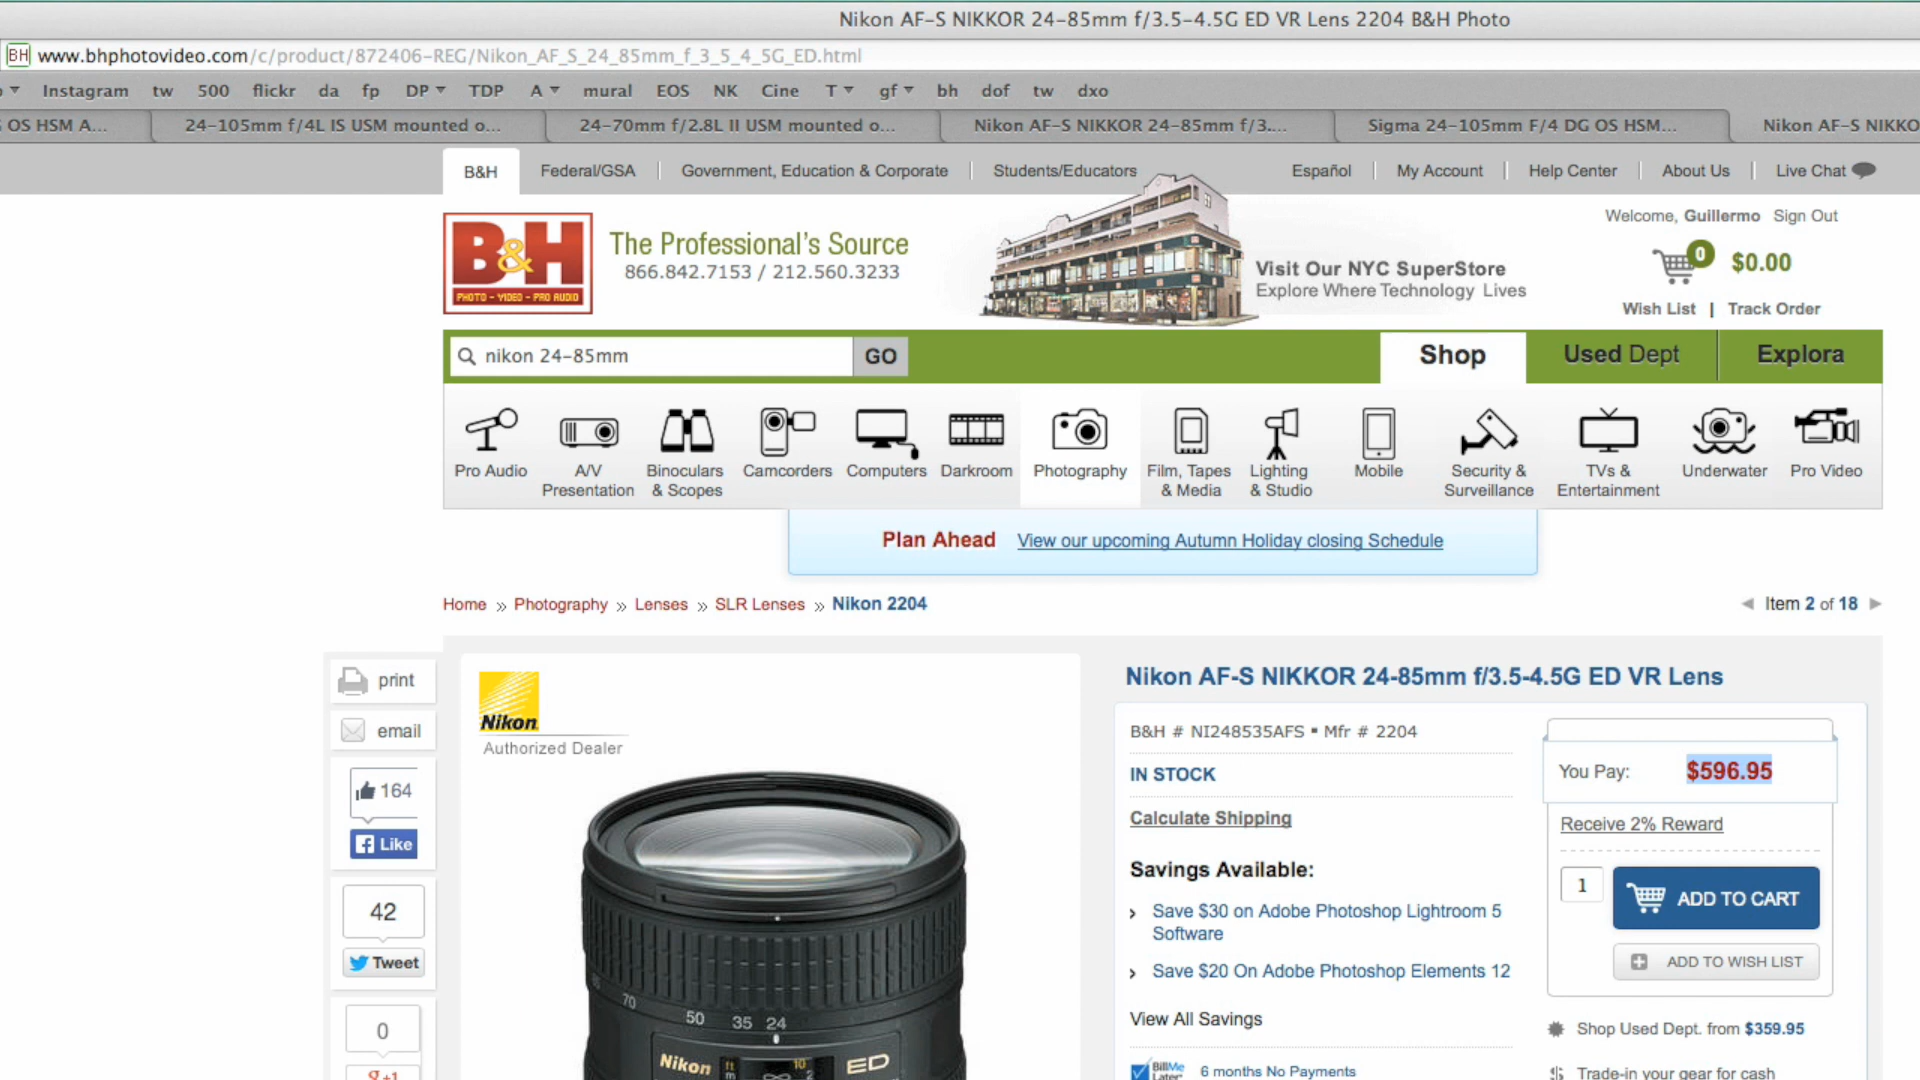 Nikon AF-S NIKKOR 24-85mm f/3.5-4.5G ED VR Lens 2204 B&H Photo
BH www.bhphotovideo.com/c/product/872406-REG/Nikon_AF_S_24_85mm_f_3_5_4_5G_ED.html
Instagram tw 500 flickr da fp DP TDP A mural EOS NK Cine T gf bh dof tw dxo
OS HSM A... 24-105mm f/4L IS USM mounted o... 24-70mm f/2.8L II USM mounted o... Nikon AF-S NIKKOR 24-85mm f/3.... Sigma 24-105mm F/4 DG OS HSM... Nikon AF-S NIKKO
B&H Federal/GSA Government, Education & Corporate Students/Educators Español My Account Help Center About Us Live Chat
Welcome, Guillermo Sign Out
B&H
PHOTO - VIDEO - PRO AUDIO
The Professional's Source
866.842.7153 / 212.560.3233
Visit Our NYC SuperStore
Explore Where Technology Lives
0 $0.00
Wish List | Track Order
nikon 24-85mm GO
Shop Used Dept Explora
Pro Audio
A/V Presentation
Binoculars & Scopes
Camcorders
Computers
Darkroom
Photography
Film, Tapes & Media
Lighting & Studio
Mobile
Security & Surveillance
TVs & Entertainment
Underwater
Pro Video
Plan Ahead View our upcoming Autumn Holiday closing Schedule
Home » Photography » Lenses » SLR Lenses » Nikon 2204
Item 2 of 18
print
email
164
Like
42
Tweet
0
g+1
Nikon
Authorized Dealer
70 50 35 24
Nikon ft m 10 2 ∞ ED
Nikon AF-S NIKKOR 24-85mm f/3.5-4.5G ED VR Lens
B&H # NI248535AFS ▪ Mfr # 2204
IN STOCK
Calculate Shipping
Savings Available:
› Save $30 on Adobe Photoshop Lightroom 5
Software
› Save $20 On Adobe Photoshop Elements 12
View All Savings
BillMe Later 6 months No Payments
You Pay: $596.95
Receive 2% Reward
1 ADD TO CART
ADD TO WISH LIST
Shop Used Dept. from $359.95
Trade-in your gear for cash